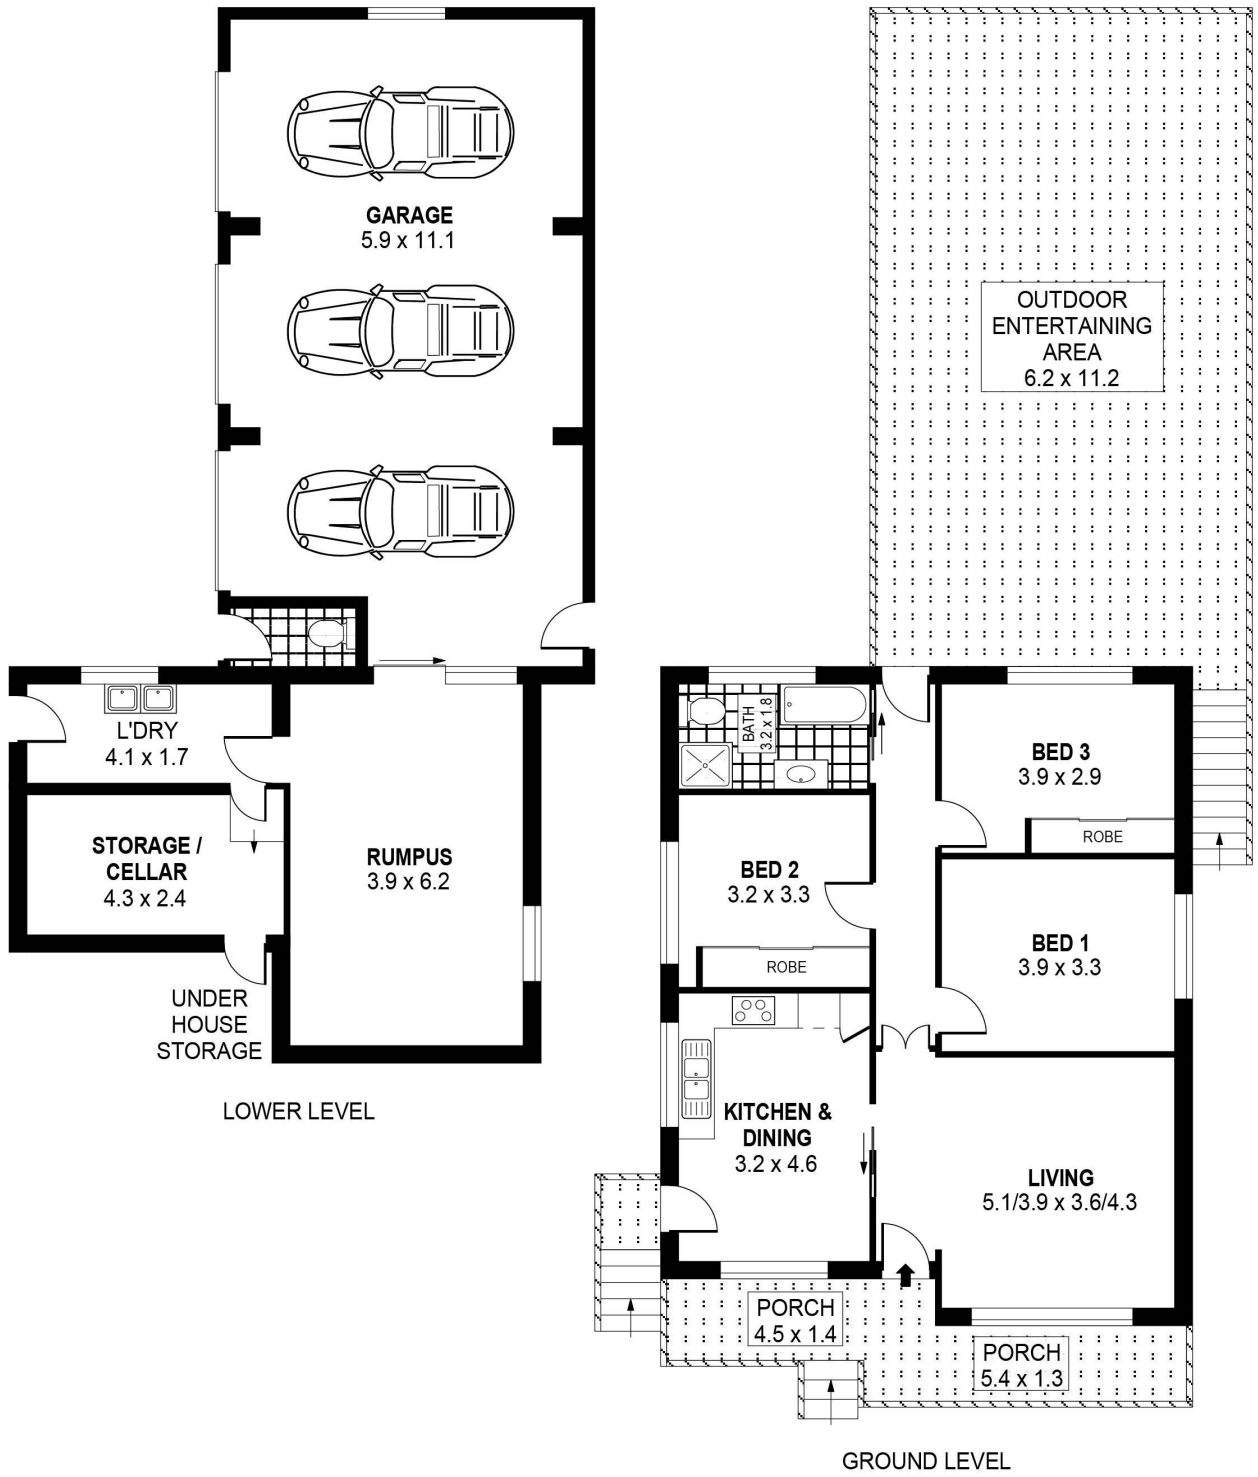 GARAGE
5.9 x 11.1
L'DRY
4.1 x 1.7
STORAGE /
CELLAR
4.3 x 2.4
RUMPUS
3.9 x 6.2
UNDER
HOUSE
STORAGE
LOWER LEVEL
OUTDOOR
ENTERTAINING
AREA
6.2 x 11.2
BATH
3.2 x 1.8
BED 3
3.9 x 2.9
ROBE
BED 2
3.2 x 3.3
ROBE
BED 1
3.9 x 3.3
KITCHEN &
DINING
3.2 x 4.6
LIVING
5.1/3.9 x 3.6/4.3
PORCH
4.5 x 1.4
PORCH
5.4 x 1.3
GROUND LEVEL